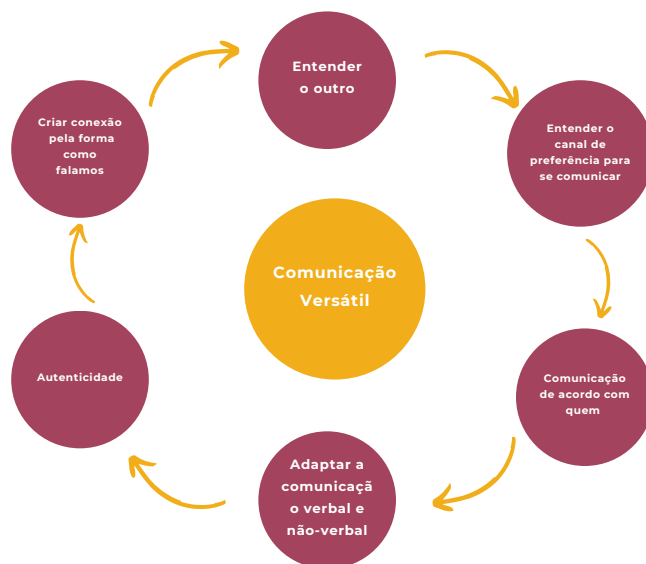 Entender
o outro
Entender o
canal de
preferência para
se comunicar
Comunicação
de acordo com
quem
Adaptar a
comunicaçã
o verbal e
não-verbal
Autenticidade
Criar conexão
pela forma
como
falamos
Comunicação
Versátil